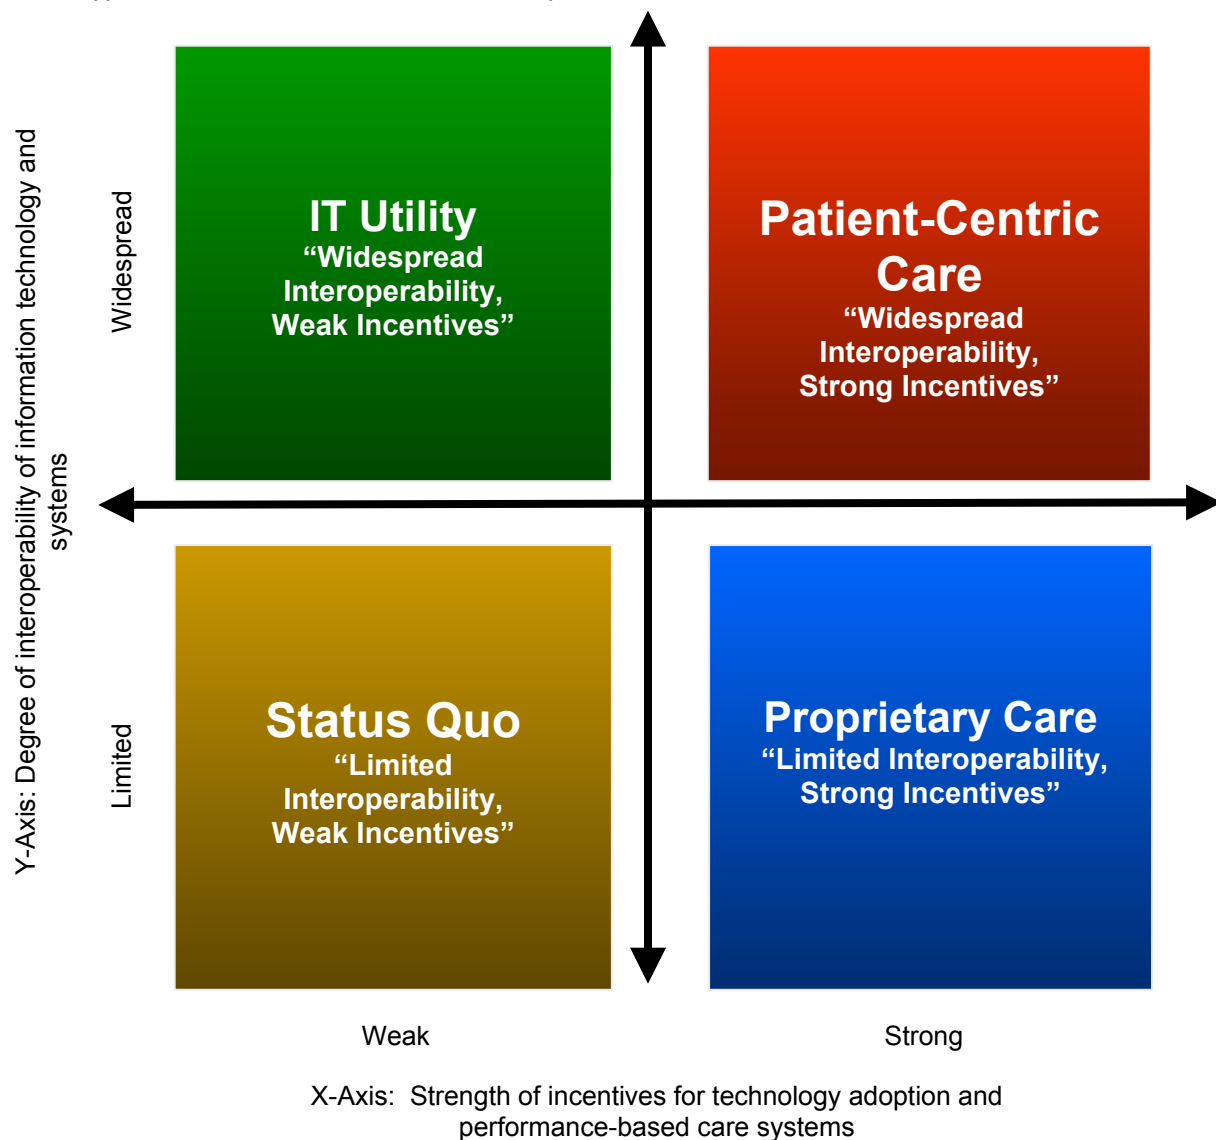 Y-Axis: Degree of interoperability of information technology and
systems
Widespread
IT Utility
“Widespread
Interoperability,
Weak Incentives”
Patient-Centric
Care
“Widespread
Interoperability,
Strong Incentives”
Limited
Status Quo
“Limited
Interoperability,
Weak Incentives”
Proprietary Care
“Limited Interoperability,
Strong Incentives”
Weak
Strong
X-Axis: Strength of incentives for technology adoption and
performance-based care systems